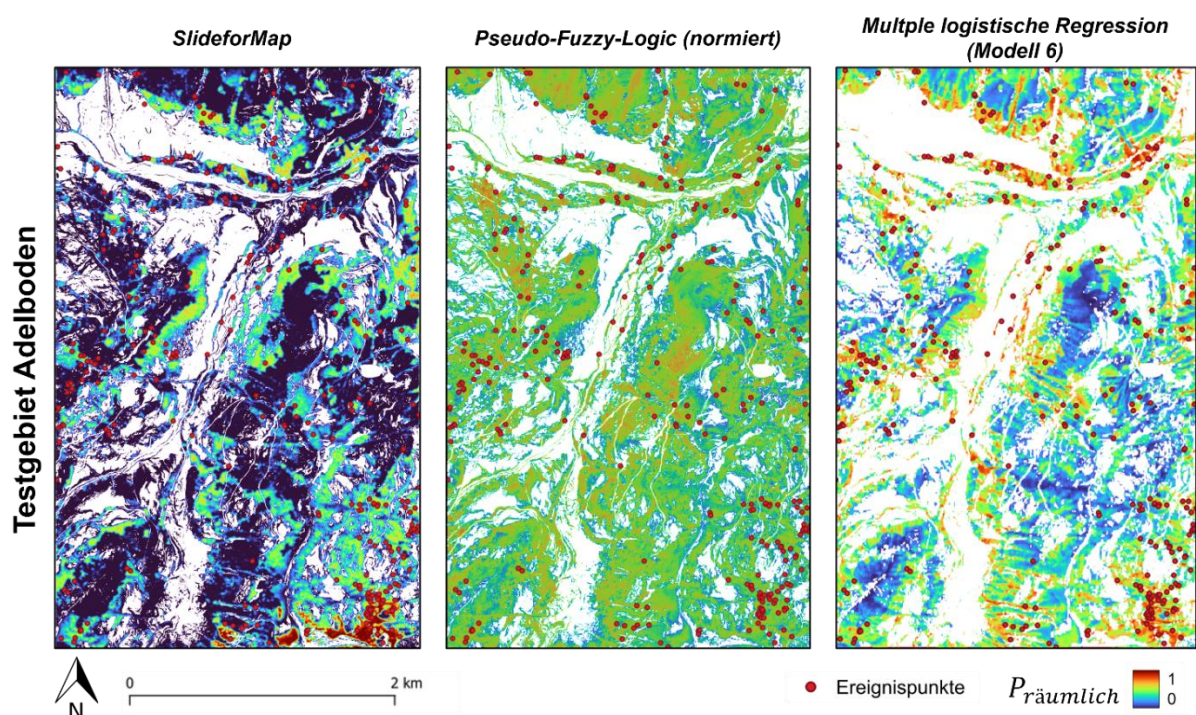 SlideforMap
Pseudo-Fuzzy-Logic (normiert)
Multple logistische Regression
(Modell 6)
Testgebiet Adelboden
N
0 2 km
Ereignispunkte
P räumlich
1
0